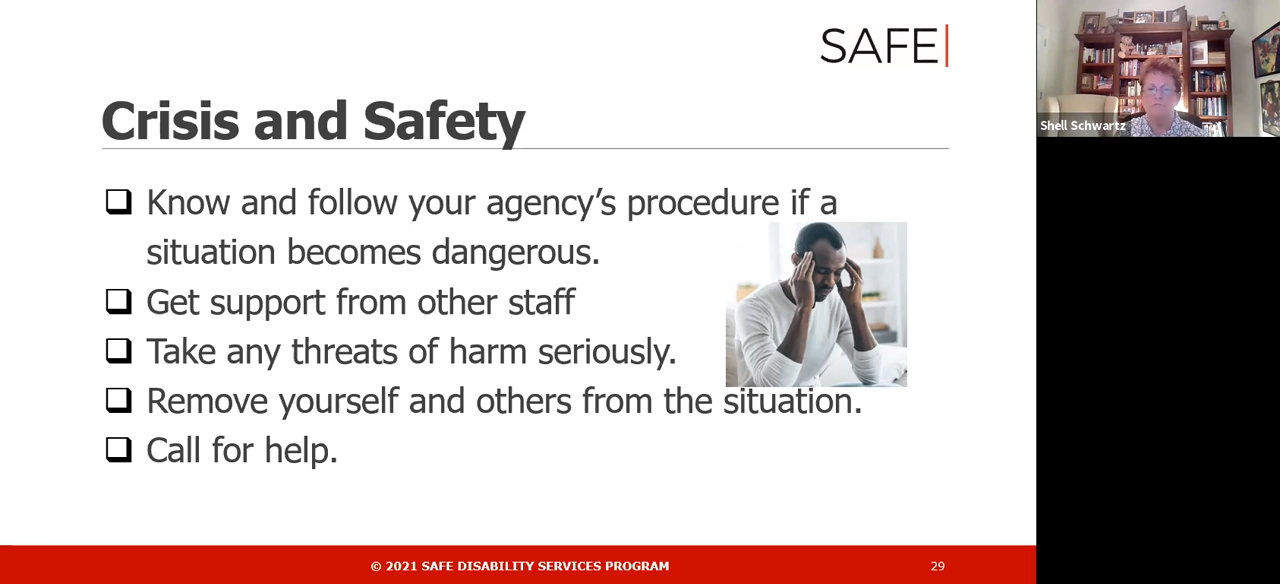 SAFE
Crisis and Safety
Know and follow your agency’s procedure if a
situation becomes dangerous.
Get support from other staff
Take any threats of harm seriously.
Remove yourself and others from the situation.
Call for help.
© 2021 SAFE DISABILITY SERVICES PROGRAM
29
Shell Schwartz